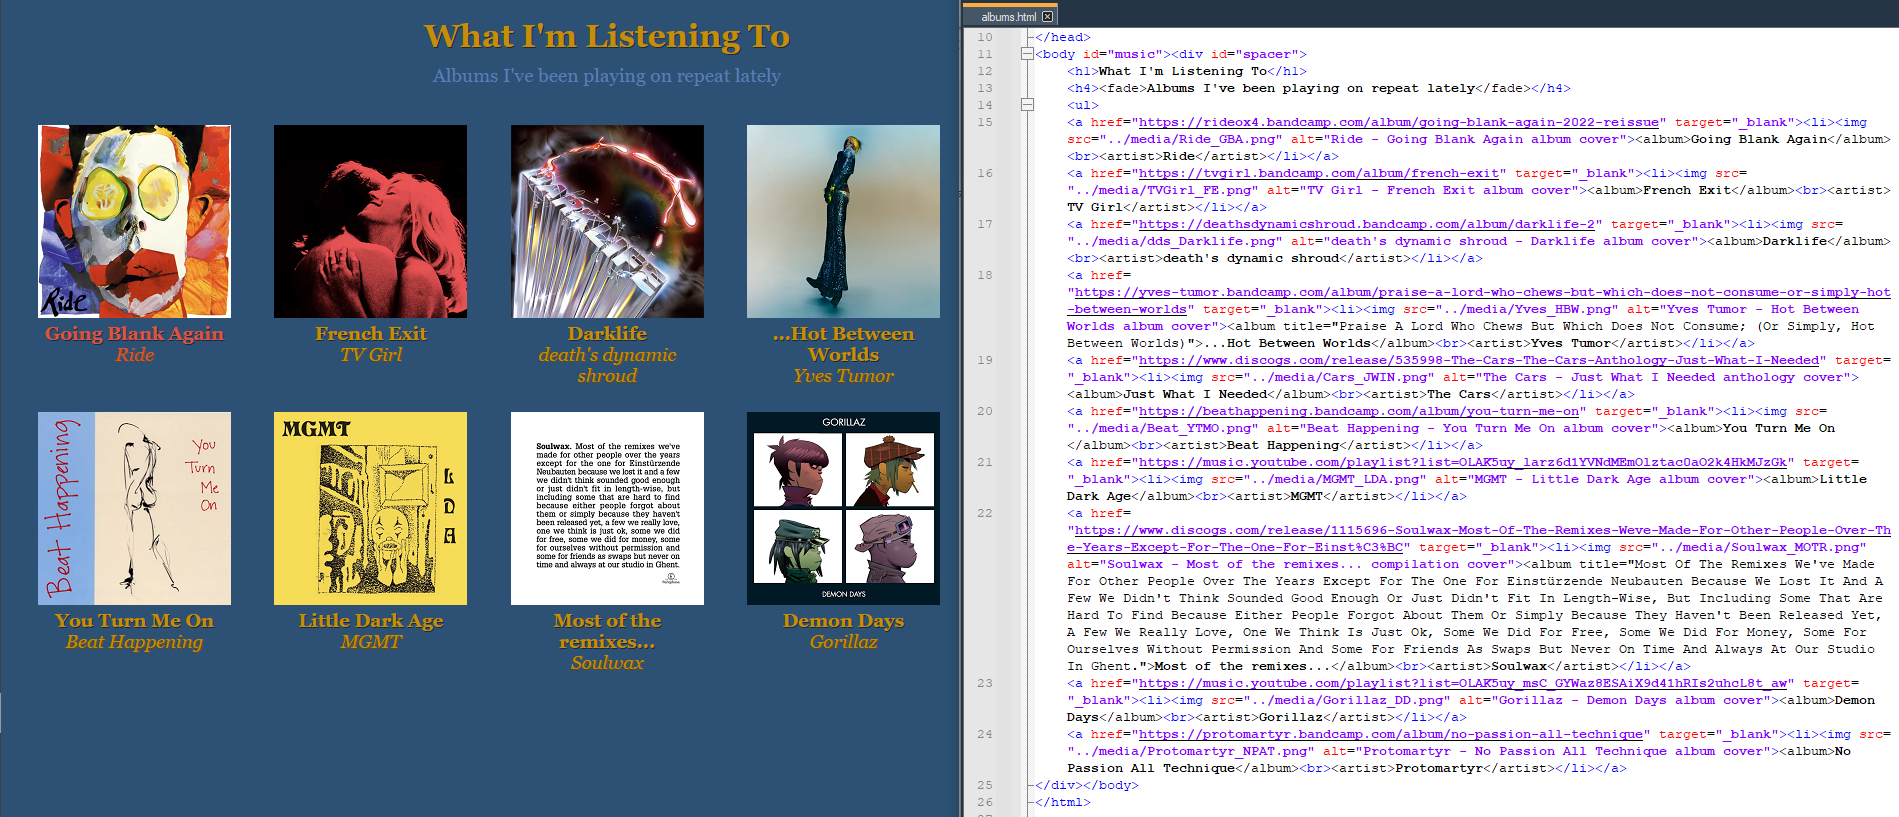 What I'm Listening To
Albums I've been playing on repeat lately
Ride
Going Blank Again
Ride
French Exit
TV Girl
DARKLIFE
Darklife
death's dynamic
shroud
...Hot Between
Worlds
Yves Tumor
Beat Happening
You
Turn
Me
On
You Turn Me On
Beat Happening
MGMT
LDA
Little Dark Age
MGMT
Soulwax. Most of the remixes we've
made for other people over the years
except for the one for Einstürzende
Neubauten because we lost it and a few
we didn't think sounded good enough
or just didn't fit in length-wise, but
including some that are hard to find
because either people forgot about
them or simply because they haven't
been released yet, a few we really love,
one we think is just ok, some we did
for free, some we did for money, some
for ourselves without permission and
some for friends as swaps but never on
time and always at our studio in Ghent.
Parlophone
Most of the
remixes...
Soulwax
GORILLAZ
DEMON DAYS
Demon Days
Gorillaz
albums.html
10 </head>
11 <body id="music"><div id="spacer">
12 <h1>What I'm Listening To</h1>
13 <h4><fade>Albums I've been playing on repeat lately</fade></h4>
14 <ul>
15 <a href="https://rideox4.bandcamp.com/album/going-blank-again-2022-reissue" target="_blank"><li><img
src="../media/Ride_GBA.png" alt="Ride - Going Blank Again album cover"><album>Going Blank Again</album>
<br><artist>Ride</artist></li></a>
16 <a href="https://tvgirl.bandcamp.com/album/french-exit" target="_blank"><li><img src=
"../media/TVGirl_FE.png" alt="TV Girl - French Exit album cover"><album>French Exit</album><br><artist>
TV Girl</artist></li></a>
17 <a href="https://deathsdynamicshroud.bandcamp.com/album/darklife-2" target="_blank"><li><img src=
"../media/dds_Darklife.png" alt="death's dynamic shroud - Darklife album cover"><album>Darklife</album>
<br><artist>death's dynamic shroud</artist></li></a>
18 <a href=
"https://yves-tumor.bandcamp.com/album/praise-a-lord-who-chews-but-which-does-not-consume-or-simply-hot
-between-worlds" target="_blank"><li><img src="../media/Yves_HBW.png" alt="Yves Tumor - Hot Between
Worlds album cover"><album title="Praise A Lord Who Chews But Which Does Not Consume; (Or Simply, Hot
Between Worlds)">...Hot Between Worlds</album><br><artist>Yves Tumor</artist></li></a>
19 <a href="https://www.discogs.com/release/535998-The-Cars-The-Cars-Anthology-Just-What-I-Needed" target=
"_blank"><li><img src="../media/Cars_JWIN.png" alt="The Cars - Just What I Needed anthology cover">
<album>Just What I Needed</album><br><artist>The Cars</artist></li></a>
20 <a href="https://beathappening.bandcamp.com/album/you-turn-me-on" target="_blank"><li><img src=
"../media/Beat_YTMO.png" alt="Beat Happening - You Turn Me On album cover"><album>You Turn Me On
</album><br><artist>Beat Happening</artist></li></a>
21 <a href="https://music.youtube.com/playlist?list=OLAK5uy_larz6d1YVNdMEmOlztac0aO2k4HkMJzGk" target=
"_blank"><li><img src="../media/MGMT_LDA.png" alt="MGMT - Little Dark Age album cover"><album>Little
Dark Age</album><br><artist>MGMT</artist></li></a>
22 <a href=
"https://www.discogs.com/release/1115696-Soulwax-Most-Of-The-Remixes-Weve-Made-For-Other-People-Over-Th
e-Years-Except-For-The-One-For-Einst%C3%BC" target="_blank"><li><img src="../media/Soulwax_MOTR.png"
alt="Soulwax - Most of the remixes... compilation cover"><album title="Most Of The Remixes We've Made
For Other People Over The Years Except For The One For Einstürzende Neubauten Because We Lost It And A
Few We Didn't Think Sounded Good Enough Or Just Didn't Fit In Length-Wise, But Including Some That Are
Hard To Find Because Either People Forgot About Them Or Simply Because They Haven't Been Released Yet,
A Few We Really Love, One We Think Is Just Ok, Some We Did For Free, Some We Did For Money, Some For
Ourselves Without Permission And Some For Friends As Swaps But Never On Time And Always At Our Studio
In Ghent.">Most of the remixes...</album><br><artist>Soulwax</artist></li></a>
23 <a href="https://music.youtube.com/playlist?list=OLAK5uy_msC_GYWaz8ESAiX9d41hRIs2uhcL8t_aw" target=
"_blank"><li><img src="../media/Gorillaz_DD.png" alt="Gorillaz - Demon Days album cover"><album>Demon
Days</album><br><artist>Gorillaz</artist></li></a>
24 <a href="https://protomartyr.bandcamp.com/album/no-passion-all-technique" target="_blank"><li><img src=
"../media/Protomartyr_NPAT.png" alt="Protomartyr - No Passion All Technique album cover"><album>No
Passion All Technique</album><br><artist>Protomartyr</artist></li></a>
25 </div></body>
26 </html>